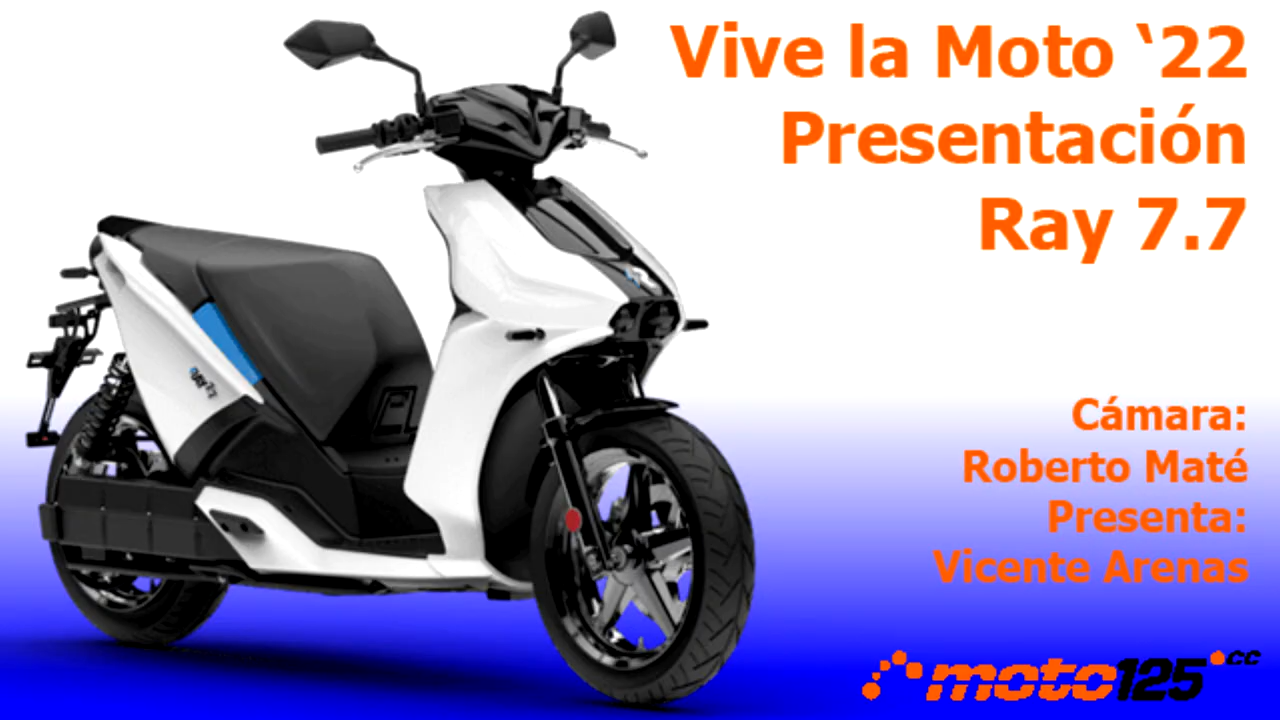 Vive la Moto ‘22
Presentación
Ray 7.7
Cámara:
Roberto Maté
Presenta:
Vicente Arenas
moto125.cc